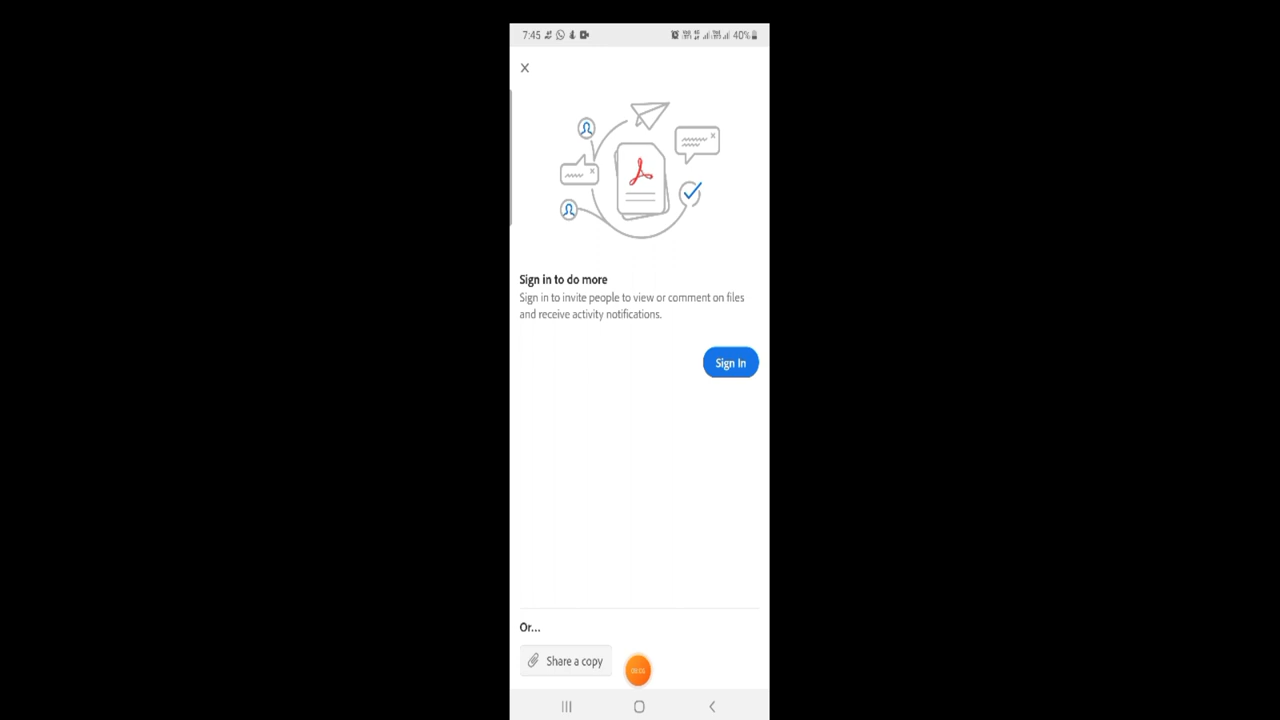 7:45
40%
Sign in to do more
Sign in to invite people to view or comment on files
and receive activity notifications.
Sign In
Or...
Share a copy